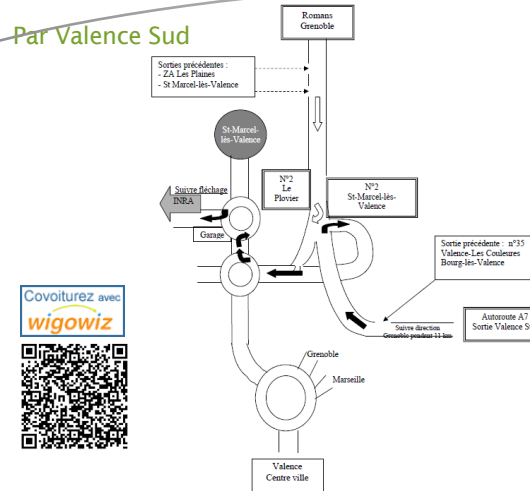 Par Valence Sud
Romans
Grenoble
Sorties précédentes :
- ZA Les Plaines
- St Marcel-lès-Valence
St-Marcel-
lès-Valence
Suivre fléchage
INRA
Garage
N°2
Le
Plovier
N°2
St-Marcel-lès-
Valence
Sortie précédente : n°35
Valence-Les Couleures
Bourg-lès-Valence
Autoroute A7
Sortie Valence
Suivre direction
Grenoble pendant 11 km
Covoiturez avec
wigowiz
Grenoble
Marseille
Valence
Centre ville